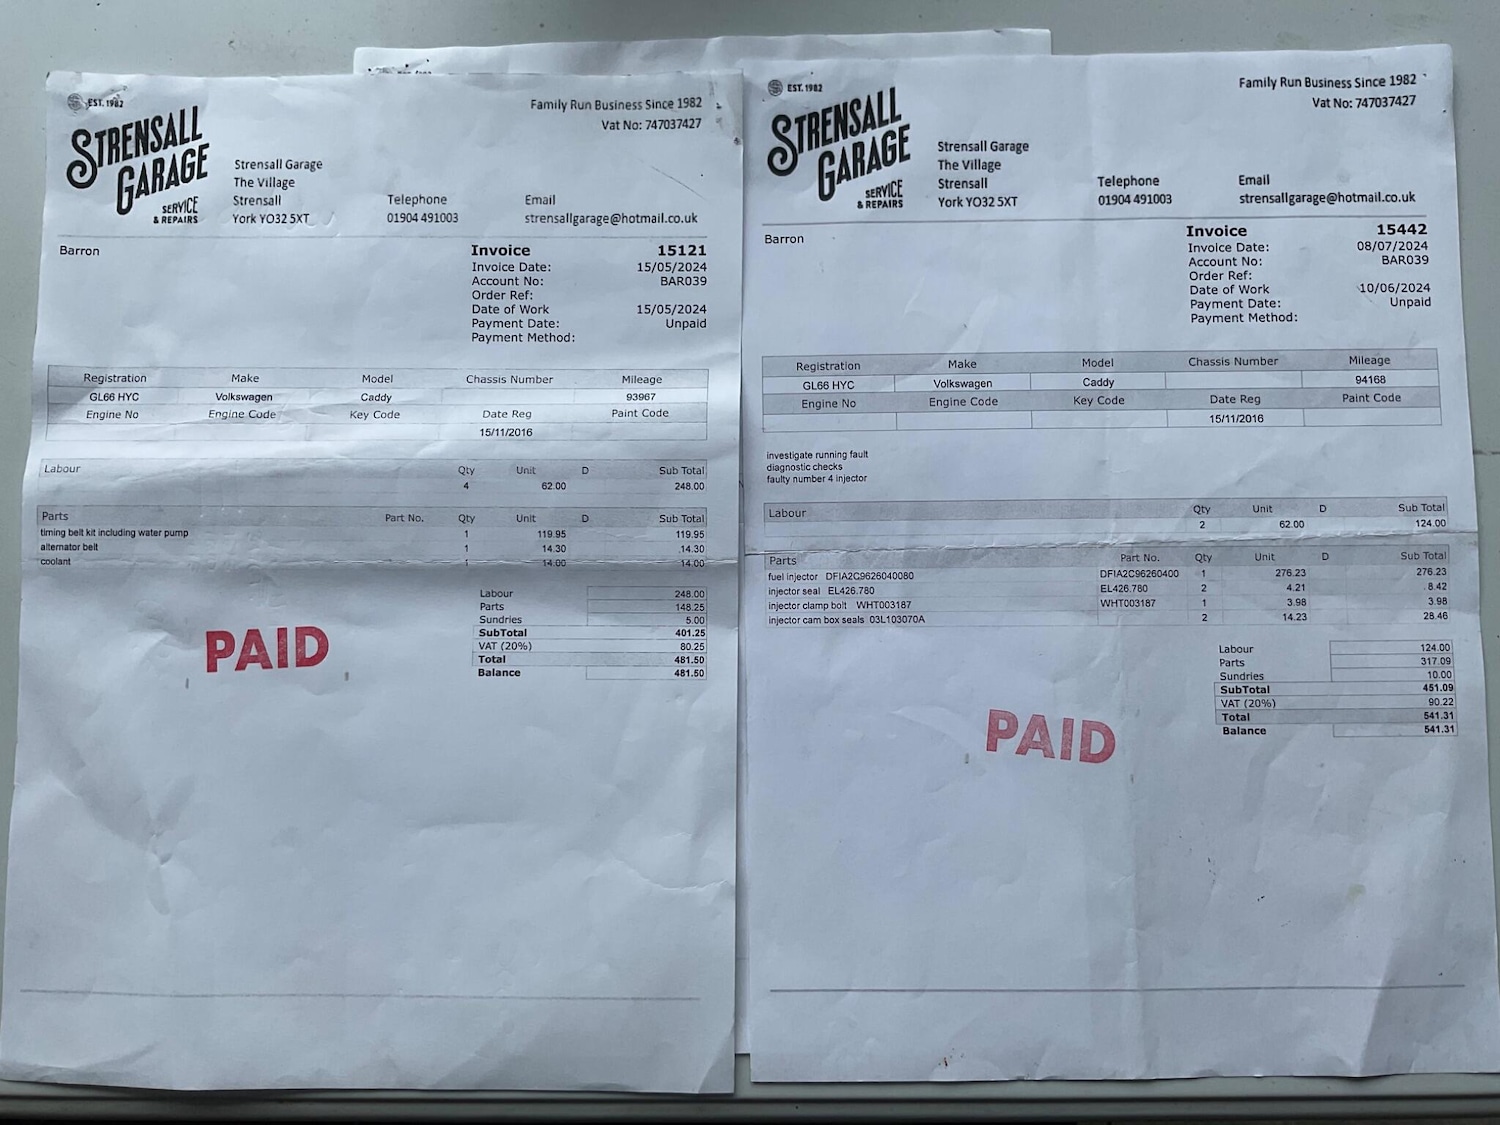 EST. 1982
STRENSALL
GARAGE
SERVICE
& REPAIRS
Strensall Garage
The Village
Strensall
York YO32 5XT
Telephone
01904 491003
Family Run Business Since 1982
Vat No: 747037427
Email
strensallgarage@hotmail.co.uk
Barron
Invoice 15121
Invoice Date: 15/05/2024
Account No: BAR039
Order Ref:
Date of Work 15/05/2024
Payment Date: Unpaid
Payment Method:
Registration Make Model Chassis Number Mileage
GL66 HYC Volkswagen Caddy 93967
Engine No Engine Code Key Code Date Reg Paint Code
15/11/2016
Labour Qty Unit D Sub Total
4 62.00 248.00
Parts Part No. Qty Unit D Sub Total
timing belt kit including water pump 1 119.95 119.95
alternator belt 1 14.30 14.30
coolant 1 14.00 14.00
Labour 248.00
Parts 148.25
Sundries 5.00
SubTotal 401.25
VAT (20%) 80.25
Total 481.50
Balance 481.50
PAID
EST. 1982
STRENSALL
GARAGE
SERVICE
& REPAIRS
Strensall Garage
The Village
Strensall
York YO32 5XT
Telephone
01904 491003
Family Run Business Since 1982
Vat No: 747037427
Email
strensallgarage@hotmail.co.uk
Barron
Invoice 15442
Invoice Date: 08/07/2024
Account No: BAR039
Order Ref:
Date of Work 10/06/2024
Payment Date: Unpaid
Payment Method:
Registration Make Model Chassis Number Mileage
GL66 HYC Volkswagen Caddy 94168
Engine No Engine Code Key Code Date Reg Paint Code
15/11/2016
investigate running fault
diagnostic checks
faulty number 4 injector
Labour Qty Unit D Sub Total
2 62.00 124.00
Parts Part No. Qty Unit D Sub Total
fuel injector DFIA2C9626040080 DFIA2C96260400 1 276.23 276.23
injector seal EL426.780 EL426.780 2 4.21 8.42
injector clamp bolt WHT003187 WHT003187 1 3.98 3.98
injector cam box seals 03L103070A 2 14.23 28.46
Labour 124.00
Parts 317.09
Sundries 10.00
SubTotal 451.09
VAT (20%) 90.22
Total 541.31
Balance 541.31
PAID